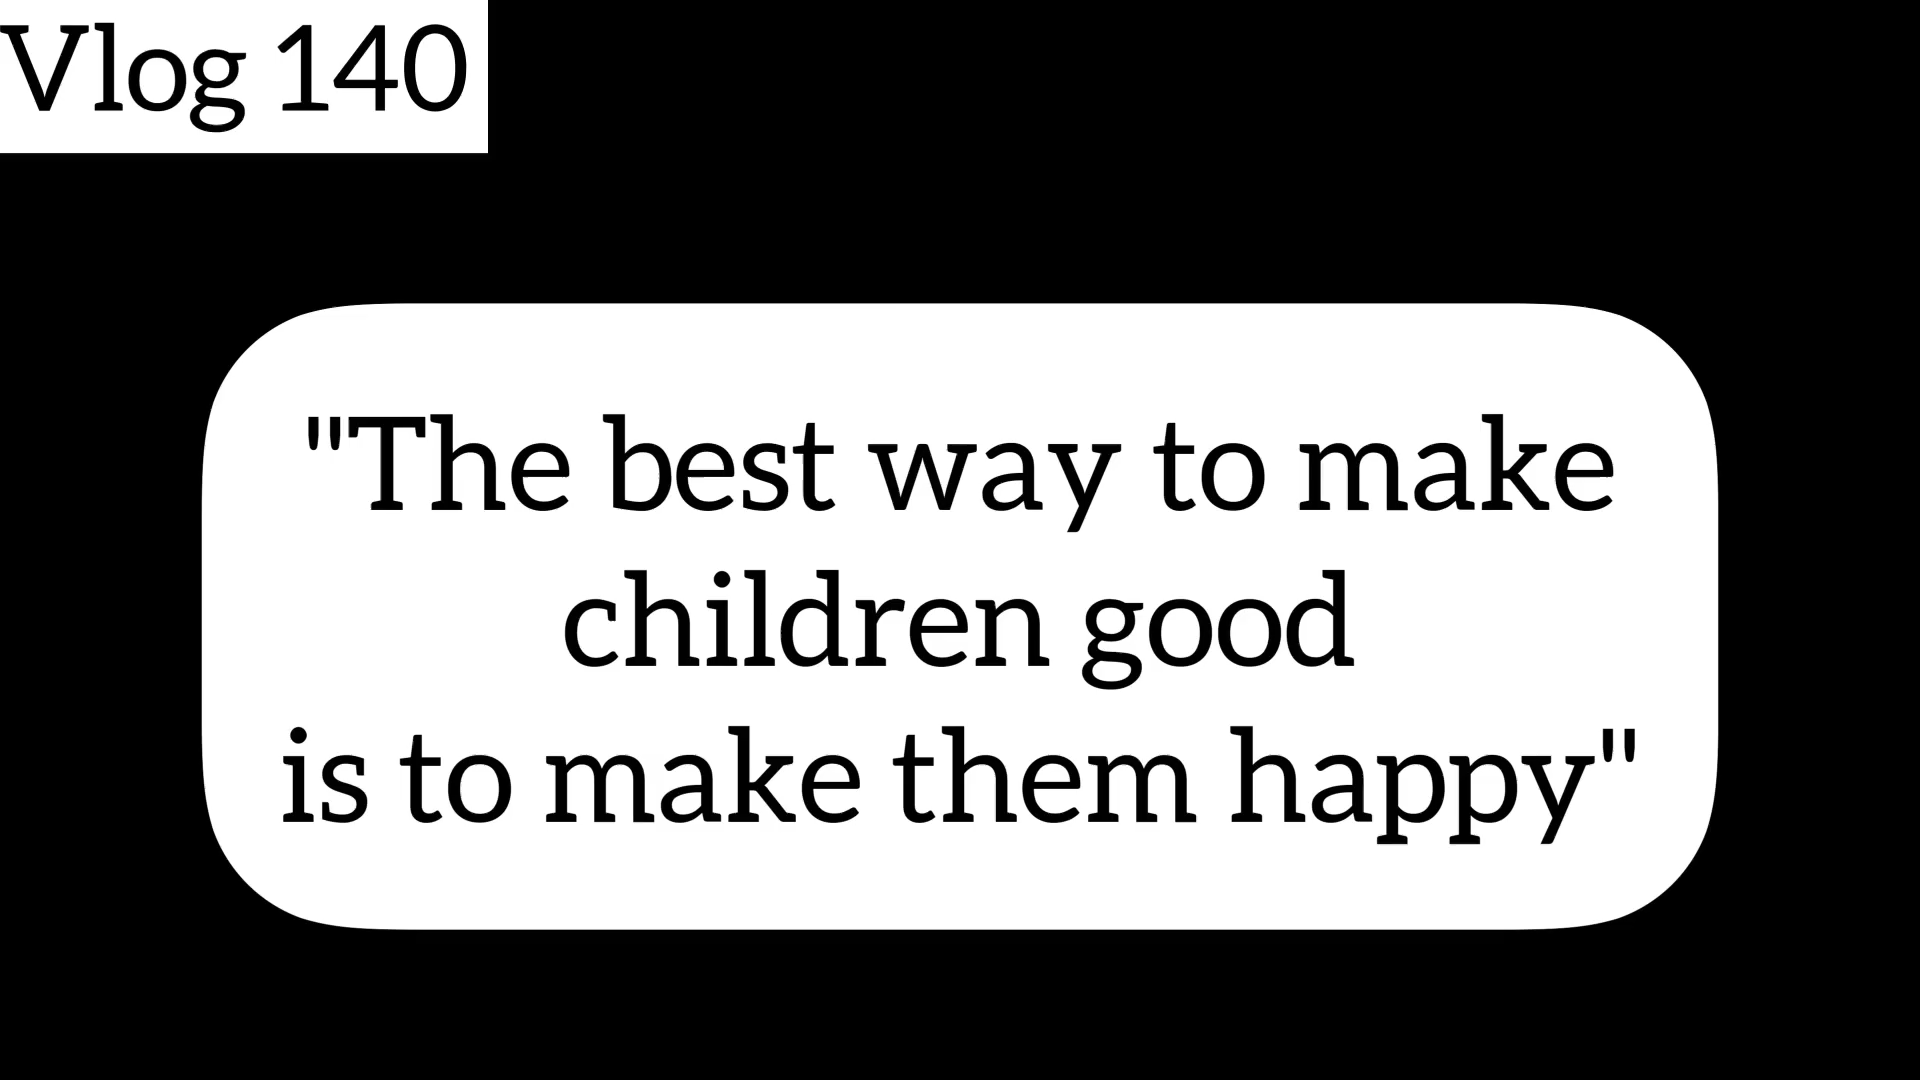 Vlog 140
"The best way to make
children good
is to make them happy"